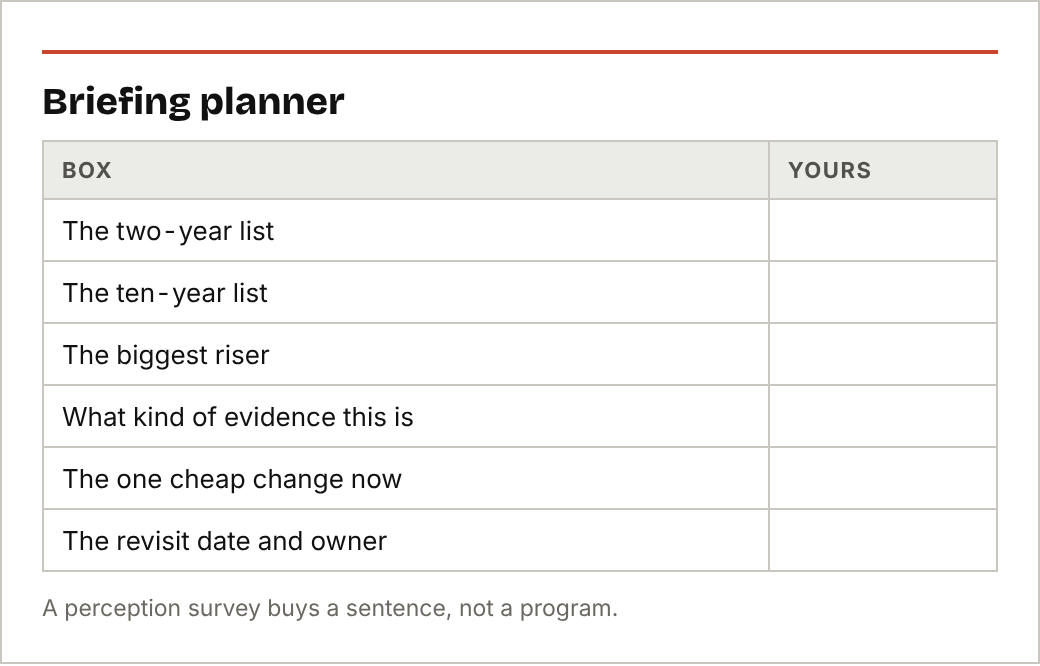 Briefing planner
BOX YOURS
The two-year list
The ten-year list
The biggest riser
What kind of evidence this is
The one cheap change now
The revisit date and owner
A perception survey buys a sentence, not a program.